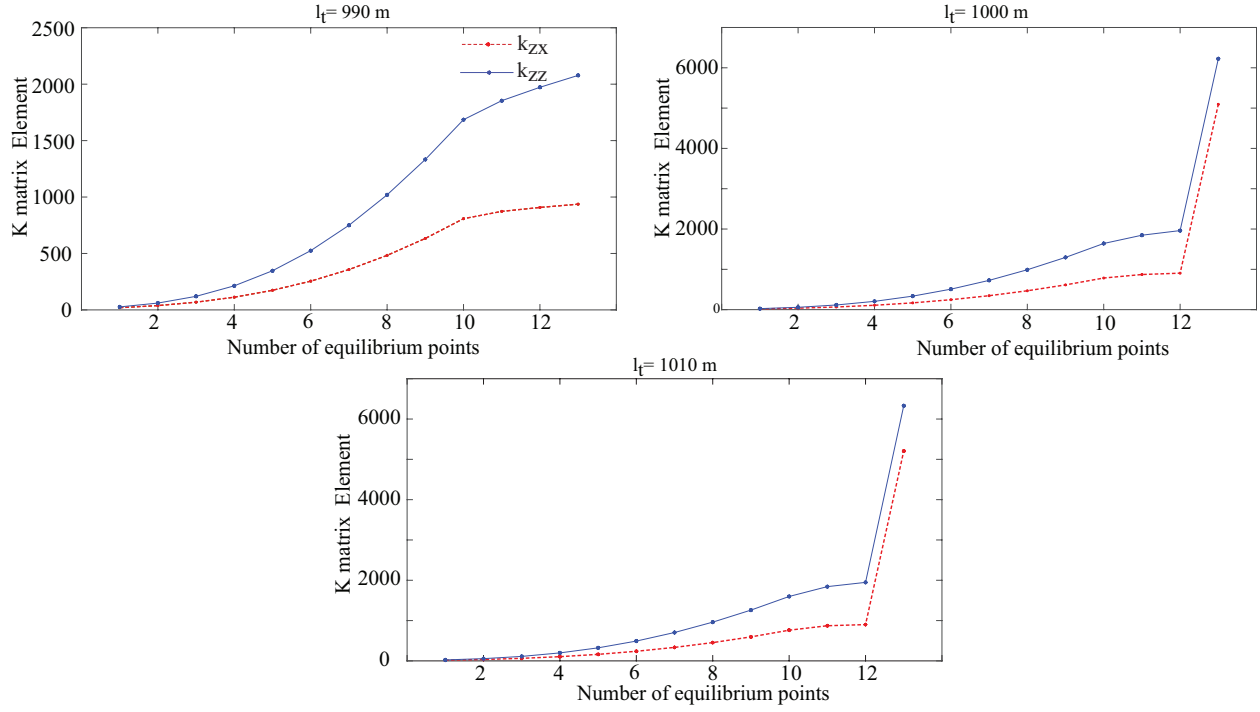 l_t= 990 m
K matrix Element
2500
2000
1500
1000
500
0
k_zx
k_zz
2 4 6 8 10 12
Number of equilibrium points
l_t= 1000 m
K matrix Element
6000
4000
2000
0
2 4 6 8 10 12
Number of equilibrium points
l_t= 1010 m
K matrix Element
6000
4000
2000
0
2 4 6 8 10 12
Number of equilibrium points